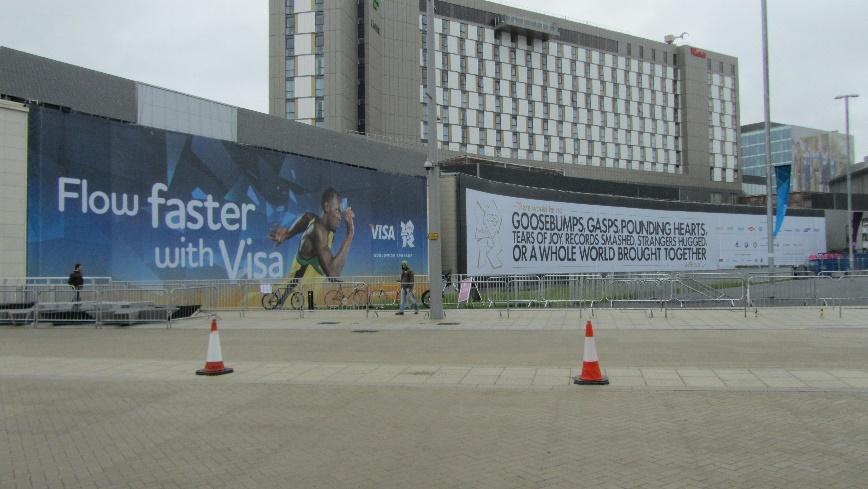 Flow faster
with Visa
VISA
GOOSEBUMPS. GASPS. POUNDING HEARTS.
TEARS OF JOY. RECORDS SMASHED. STRANGERS HUGGED.
OR A WHOLE WORLD BROUGHT TOGETHER